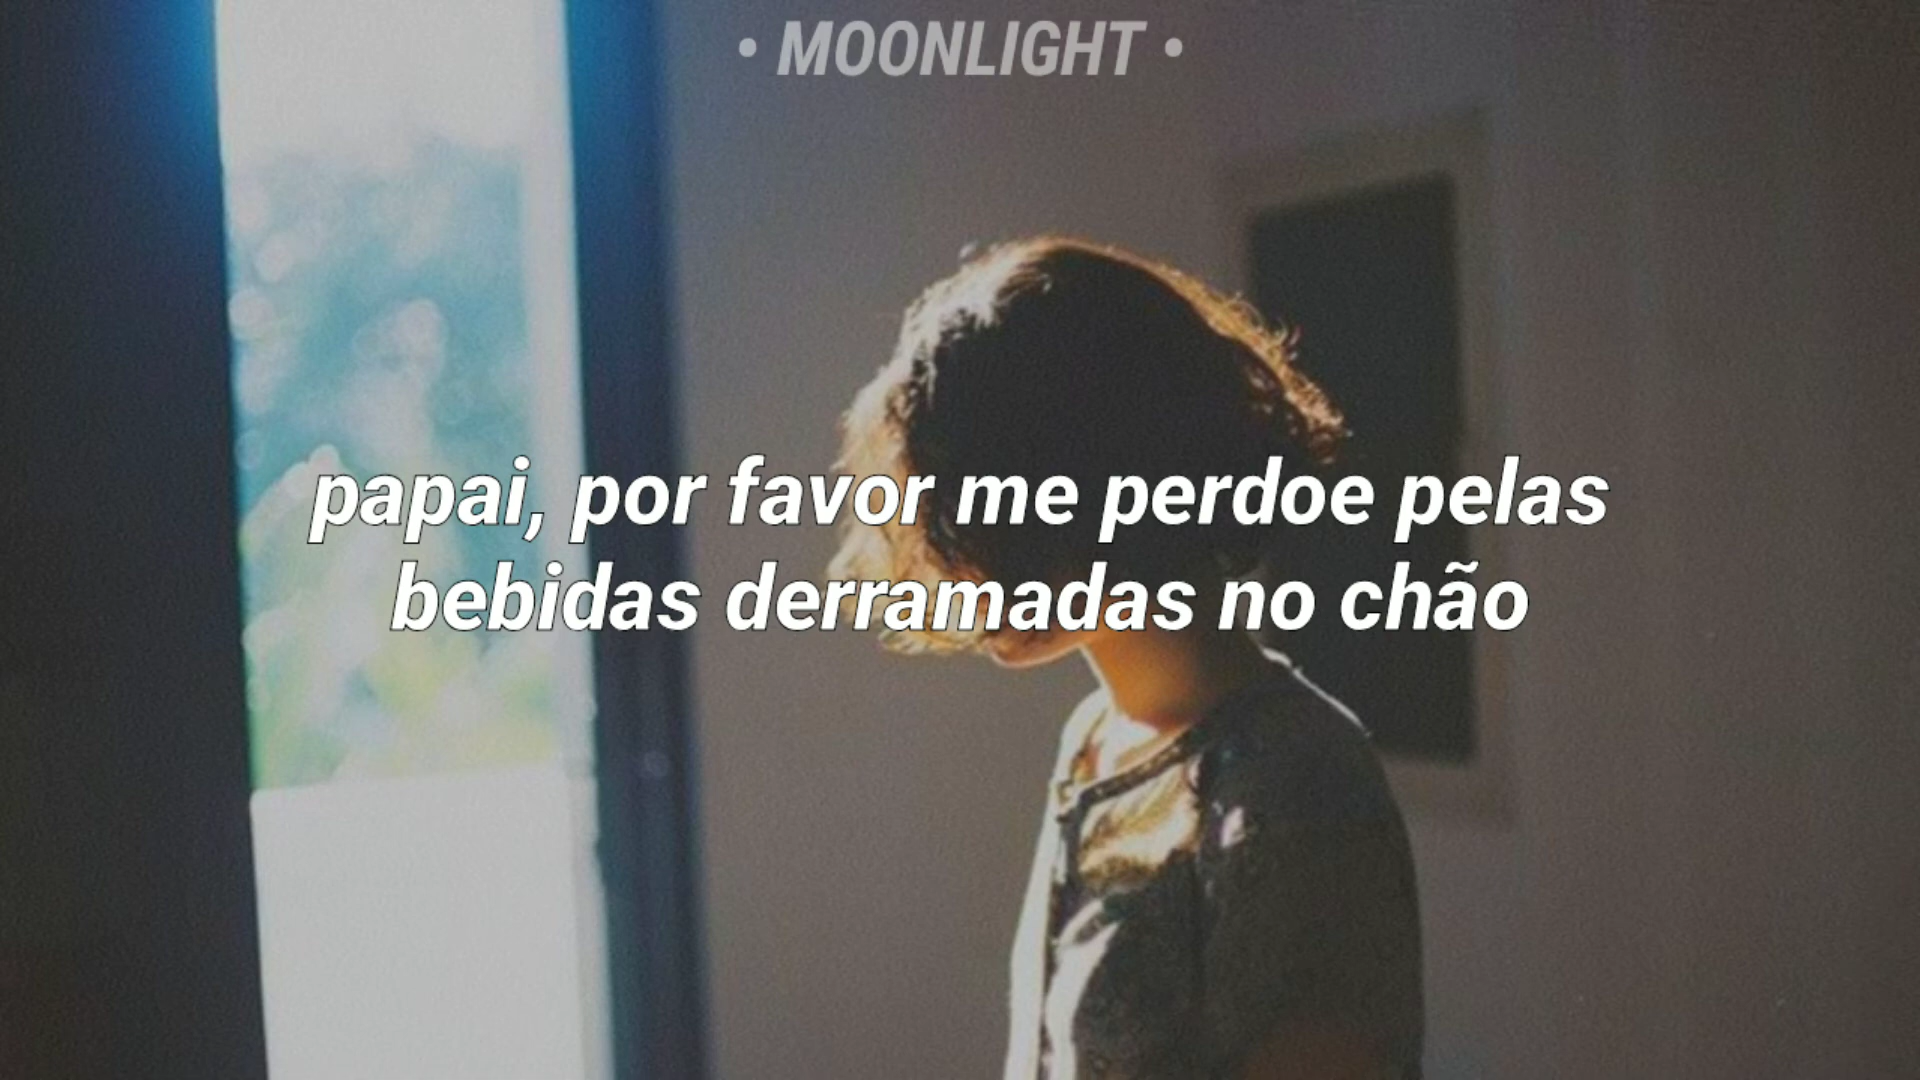 • MOONLIGHT •
papai, por favor me perdoe pelas
bebidas derramadas no chão